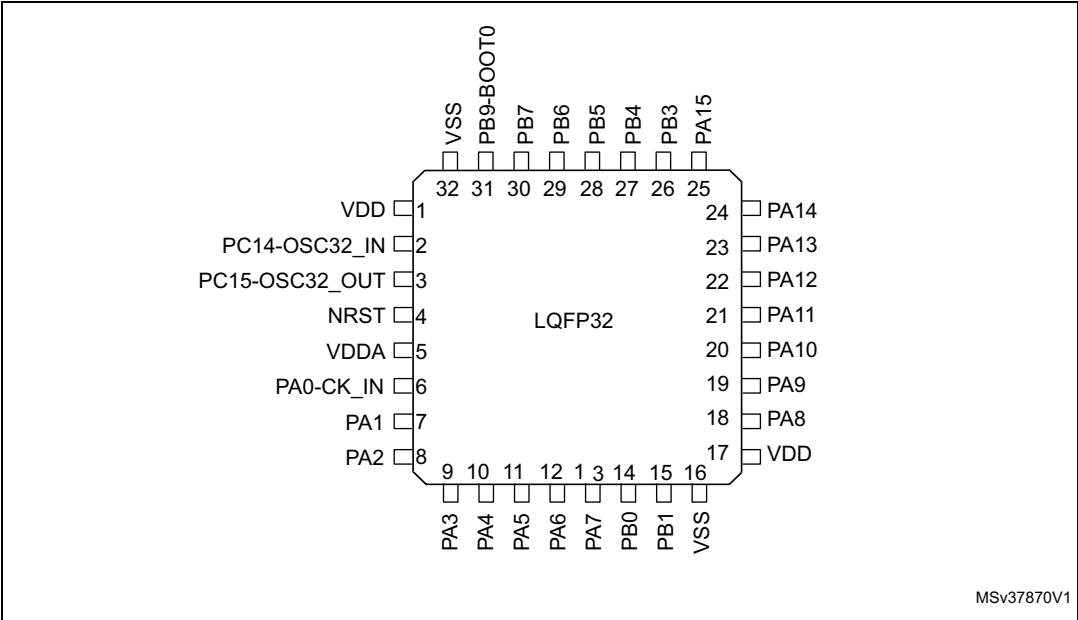 VSS
PB9-BOOT0
PB7
PB6
PB5
PB4
PB3
PA15
32 31 30 29 28 27 26 25
VDD 1
PC14-OSC32_IN 2
PC15-OSC32_OUT 3
NRST 4
VDDA 5
PA0-CK_IN 6
PA1 7
PA2 8
LQFP32
24 PA14
23 PA13
22 PA12
21 PA11
20 PA10
19 PA9
18 PA8
17 VDD
9 10 11 12 1 3 14 15 16
PA3
PA4
PA5
PA6
PA7
PB0
PB1
VSS
MSv37870V1